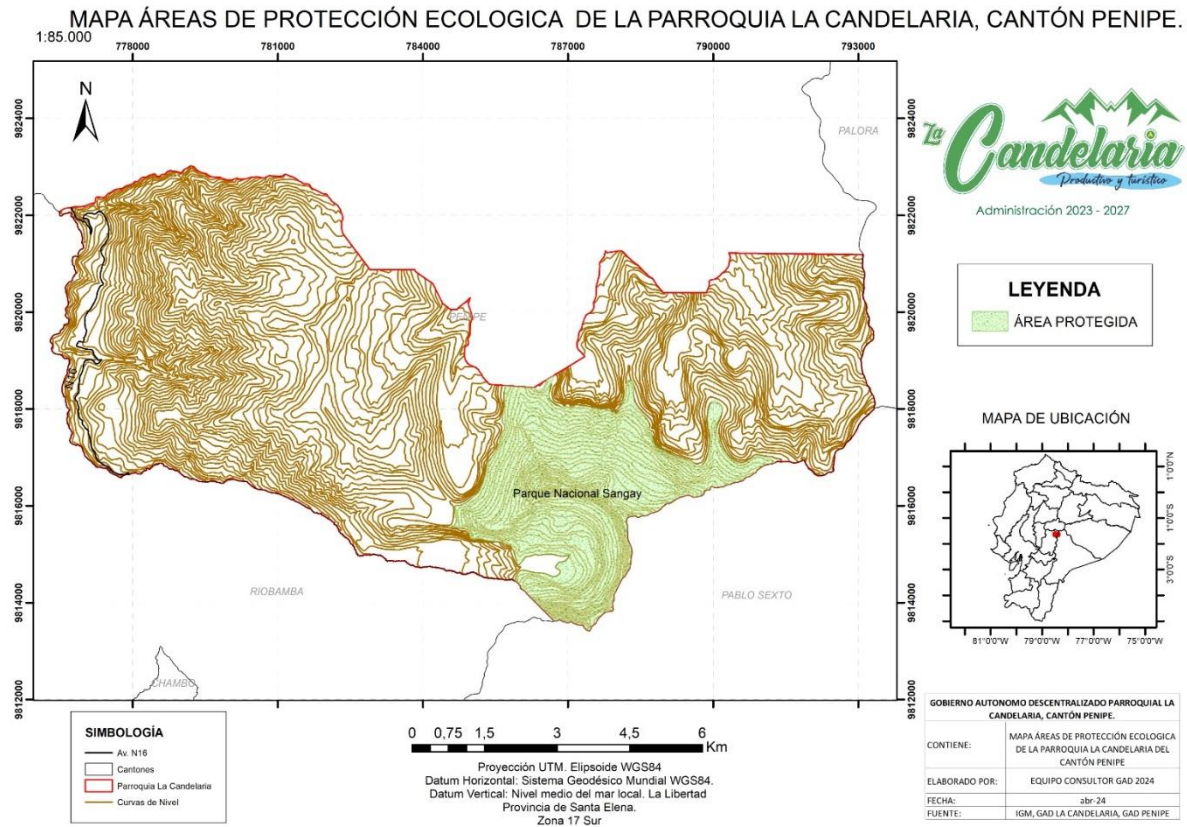 MAPA ÁREAS DE PROTECCIÓN ECOLOGICA DE LA PARROQUIA LA CANDELARIA, CANTÓN PENIPE.
1:85.000
778000 781000 784000 787000 790000 793000
N
9824000
9822000
9820000
9818000
9816000
9814000
9812000
9824000
9822000
9820000
9818000
9816000
9814000
9812000
PALORA
PENIPE
N16
Parque Nacional Sangay
RIOBAMBA
PABLO SEXTO
CHAMBO
La Candelaria
Productivo y turístico
Administración 2023 - 2027
LEYENDA
ÁREA PROTEGIDA
MAPA DE UBICACIÓN
1°0'0"N
1°0'0"S
3°0'0"S
81°0'0"W 79°0'0"W 77°0'0"W 75°0'0"W
SIMBOLOGÍA
Av. N16
Cantones
Parroquia La Candelaria
Curvas de Nivel
0 0,75 1,5 3 4,5 6
Km
Proyección UTM. Elipsoide WGS84
Datum Horizontal: Sistema Geodésico Mundial WGS84.
Datum Vertical: Nivel medio del mar local. La Libertad
Provincia de Santa Elena.
Zona 17 Sur
GOBIERNO AUTONOMO DESCENTRALIZADO PARROQUIAL LA
CANDELARIA, CANTÓN PENIPE.
CONTIENE:
MAPA ÁREAS DE PROTECCIÓN ECOLOGICA
DE LA PARROQUIA LA CANDELARIA DEL
CANTÓN PENIPE
ELABORADO POR: EQUIPO CONSULTOR GAD 2024
FECHA: abr-24
FUENTE: IGM, GAD LA CANDELARIA, GAD PENIPE